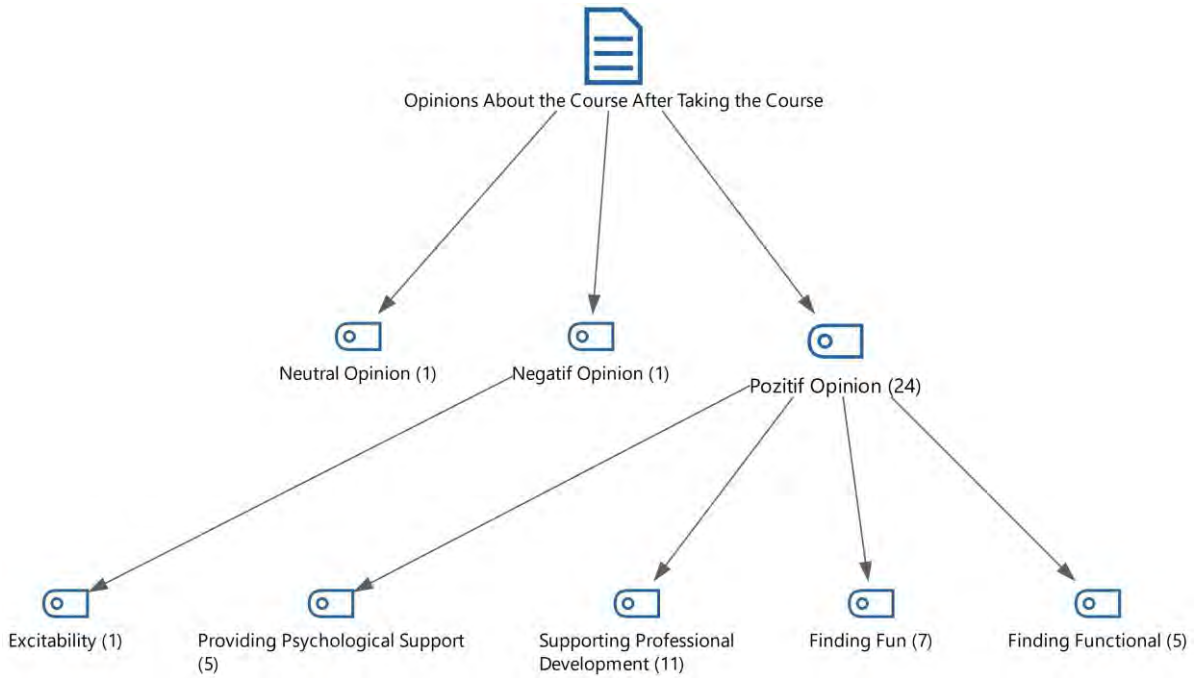 Opinions About the Course After Taking the Course
Neutral Opinion (1)
Negatif Opinion (1)
Pozitif Opinion (24)
Excitability (1)
Providing Psychological Support
(5)
Supporting Professional
Development (11)
Finding Fun (7)
Finding Functional (5)